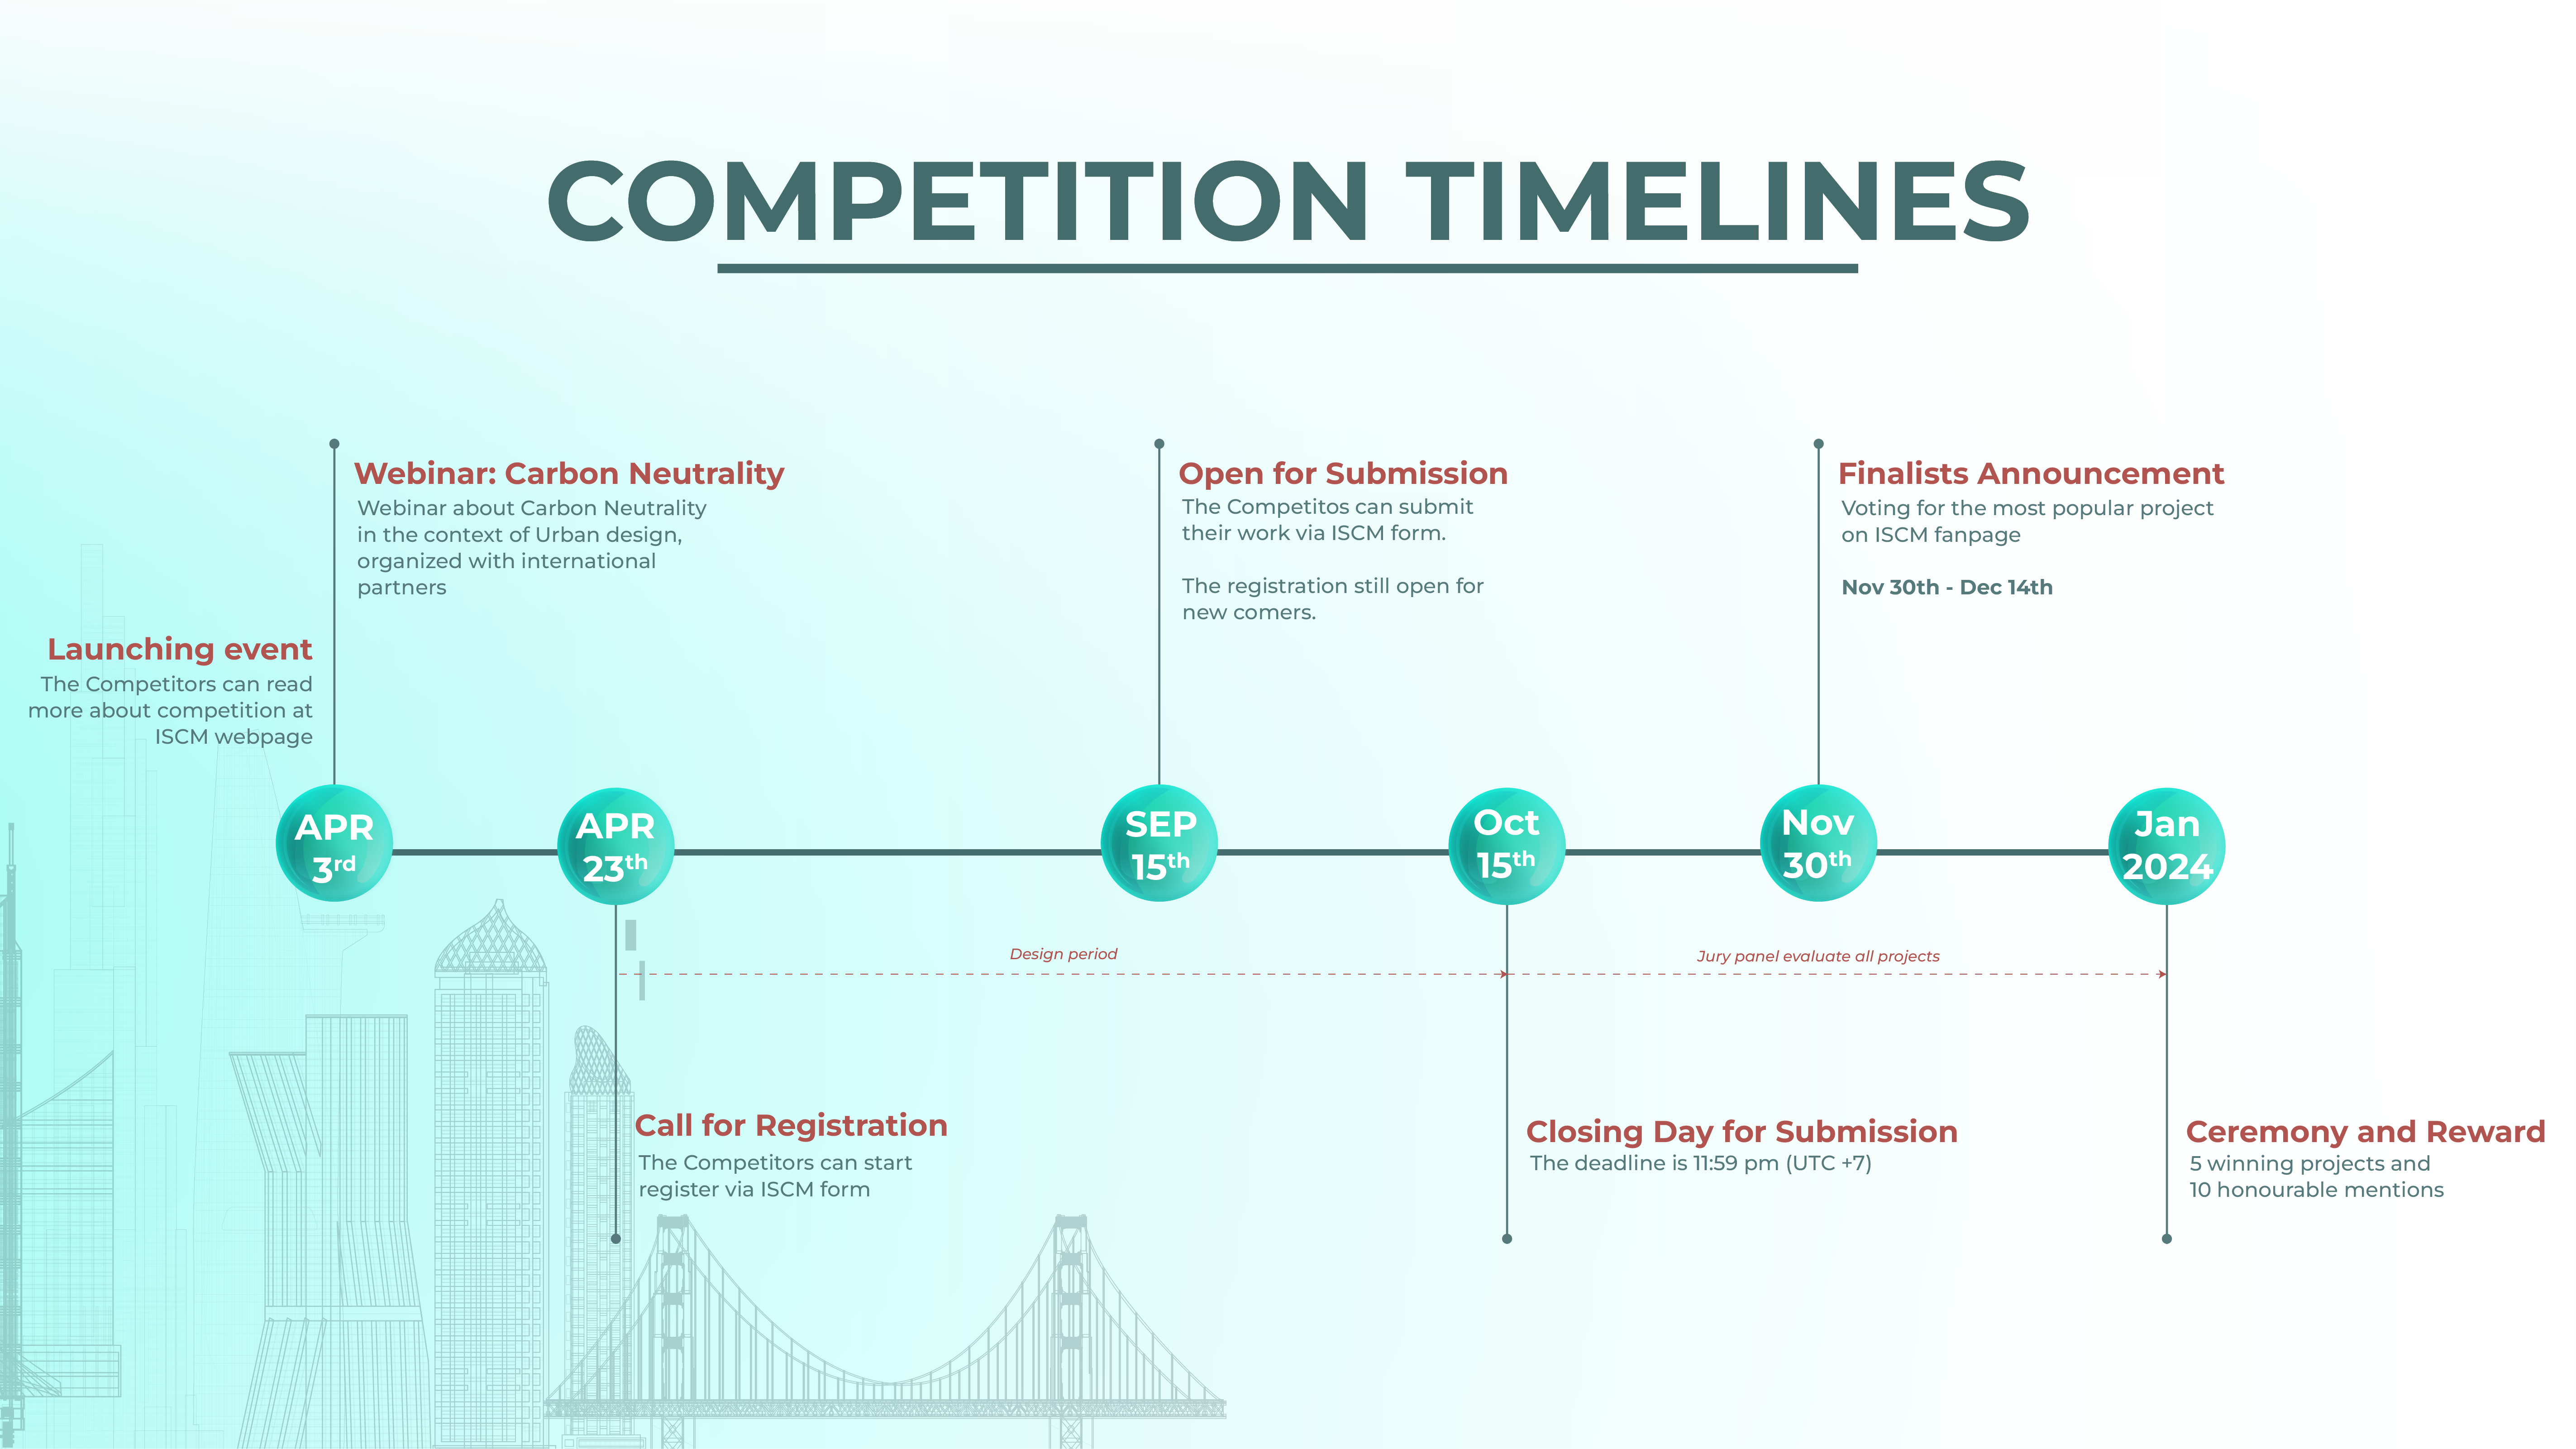 COMPETITION TIMELINES
Webinar: Carbon Neutrality
Webinar about Carbon Neutrality
in the context of Urban design,
organized with international
partners
Launching event
The Competitors can read
more about competition at
ISCM webpage
Open for Submission
The Competitos can submit
their work via ISCM form.
The registration still open for
new comers.
Finalists Announcement
Voting for the most popular project
on ISCM fanpage
Nov 30th - Dec 14th
APR
3rd
APR
23th
SEP
15th
Oct
15th
Nov
30th
Jan
2024
Design period
Jury panel evaluate all projects
Call for Registration
The Competitors can start
register via ISCM form
Closing Day for Submission
The deadline is 11:59 pm (UTC +7)
Ceremony and Reward
5 winning projects and
10 honourable mentions